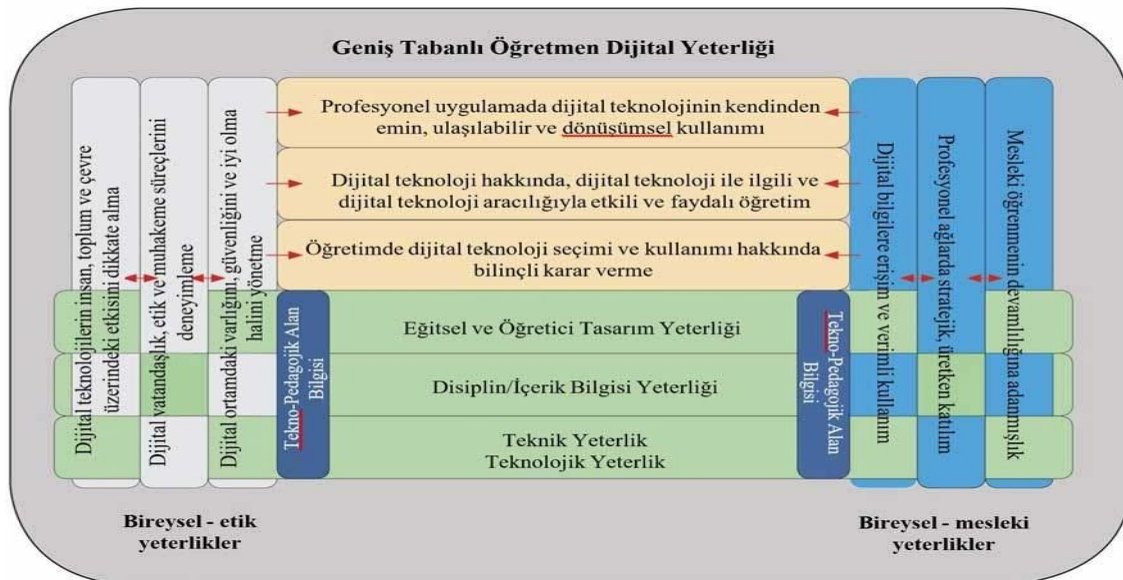 Geniş Tabanlı Öğretmen Dijital Yeterliği
Dijital teknolojilerin insan, toplum ve çevre
üzerindeki etkisini dikkate alma
Dijital vatandaşlık, etik ve muhakeme süreçlerini
deneyimleme
Dijital ortamdaki varlığını, güvenliğini ve iyi olma
halini yönetme
Profesyonel uygulamada dijital teknolojinin kendinden
emin, ulaşılabilir ve dönüşümsel kullanımı
Dijital teknoloji hakkında, dijital teknoloji ile ilgili ve
dijital teknoloji aracılığıyla etkili ve faydalı öğretim
Öğretimde dijital teknoloji seçimi ve kullanımı hakkında
bilinçli karar verme
Tekno-Pedagojik Alan
Bilgisi
Eğitsel ve Öğretici Tasarım Yeterliği
Disiplin/İçerik Bilgisi Yeterliği
Teknik Yeterlik
Teknolojik Yeterlik
Tekno-Pedagojik Alan
Bilgisi
Dijital bilgilere erişim ve verimli kullanım
Profesyonel ağlarda stratejik, üretken katılım
Mesleki öğrenmenin devamlılığına adanmışlık
Bireysel - etik
yeterlikler
Bireysel - mesleki
yeterlikler